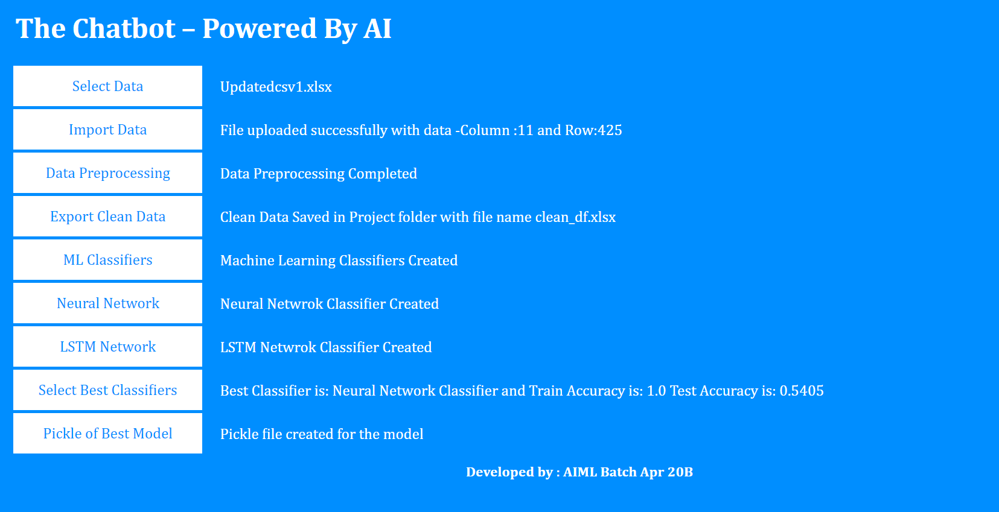 The Chatbot – Powered By AI
Select Data
Updatedcsv1.xlsx
Import Data
File uploaded successfully with data -Column :11 and Row:425
Data Preprocessing
Data Preprocessing Completed
Export Clean Data
Clean Data Saved in Project folder with file name clean_df.xlsx
ML Classifiers
Machine Learning Classifiers Created
Neural Network
Neural Netwrok Classifier Created
LSTM Network
LSTM Netwrok Classifier Created
Select Best Classifiers
Best Classifier is: Neural Network Classifier and Train Accuracy is: 1.0 Test Accuracy is: 0.5405
Pickle of Best Model
Pickle file created for the model
Developed by : AIML Batch Apr 20B